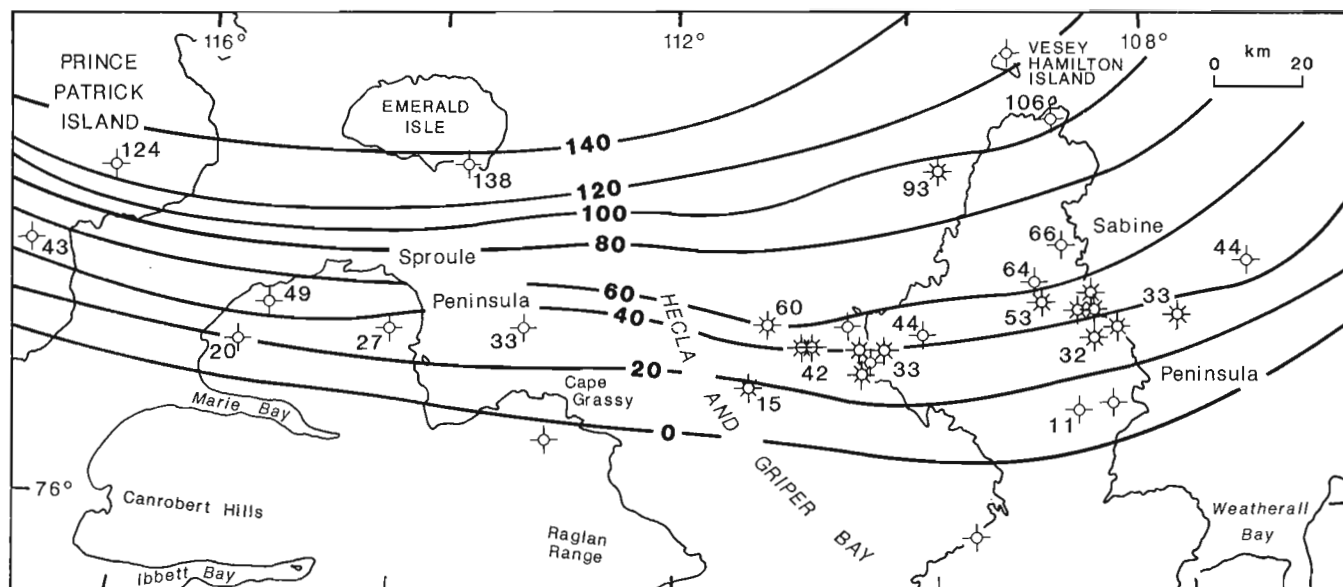 116°
112°
108°
km
0 20
PRINCE
PATRICK
ISLAND
EMERALD
ISLE
VESEY
HAMILTON
ISLAND
106
124
138
140
120
100
80
93
43
Sproule
66
Sabine
44
64
49
Peninsula
60
40
60
HECLA AND GRIPER BAY
53
33
20
27
33
42
44
33
32
20
Cape
Grassy
15
Peninsula
Marie Bay
0
11
76°
Canrobert Hills
Raglan
Range
Weatherall
Bay
Ibbett Bay